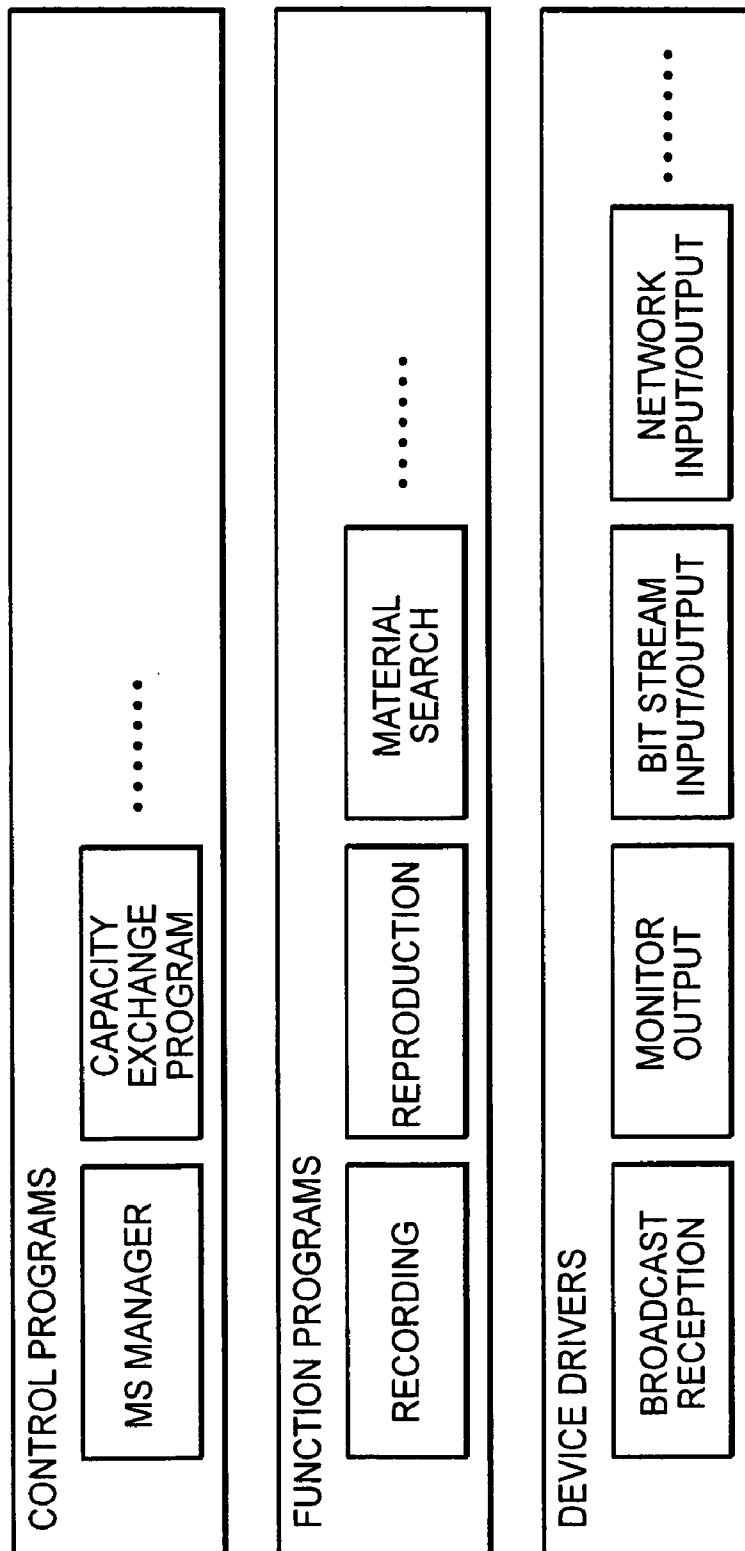 CONTROL PROGRAMS
MS MANAGER
CAPACITY
EXCHANGE
PROGRAM
.......
FUNCTION PROGRAMS
RECORDING
REPRODUCTION
MATERIAL
SEARCH
.......
DEVICE DRIVERS
BROADCAST
RECEPTION
MONITOR
OUTPUT
BIT STREAM
INPUT/OUTPUT
NETWORK
INPUT/OUTPUT
.......